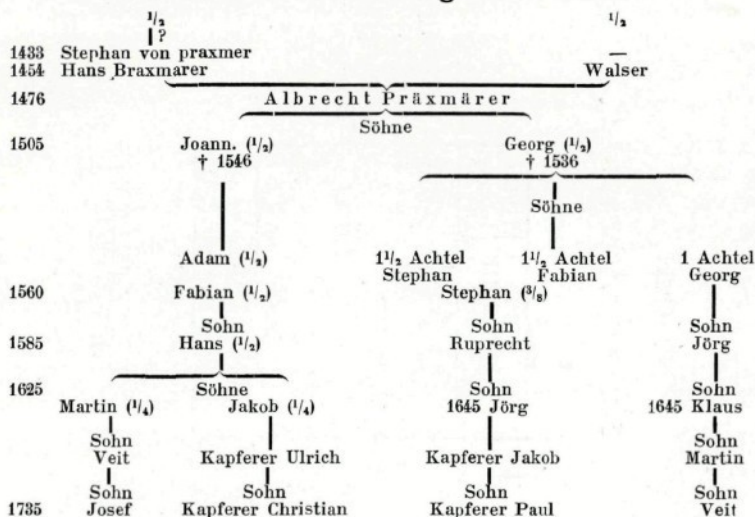 1/2 1/2
?
1433 Stephan von praxmer —
1454 Hans Braxmarer Walser
1476 Albrecht Präxmärer
Söhne
1505 Joann. (1/2) Georg (1/2)
† 1546 † 1536
Söhne
Adam (1/2) 1 1/2 Achtel 1 1/2 Achtel 1 Achtel
Stephan Fabian Georg
1560 Fabian (1/2) Stephan (3/8)
Sohn Sohn Sohn
1585 Hans (1/2) Ruprecht Jörg
1625 Söhne Sohn Sohn
Martin (1/4) Jakob (1/4) 1645 Jörg 1645 Klaus
Sohn Sohn
Veit Kapferer Ulrich Kapferer Jakob Martin
Sohn Sohn Sohn Sohn
1735 Josef Kapferer Christian Kapferer Paul Veit